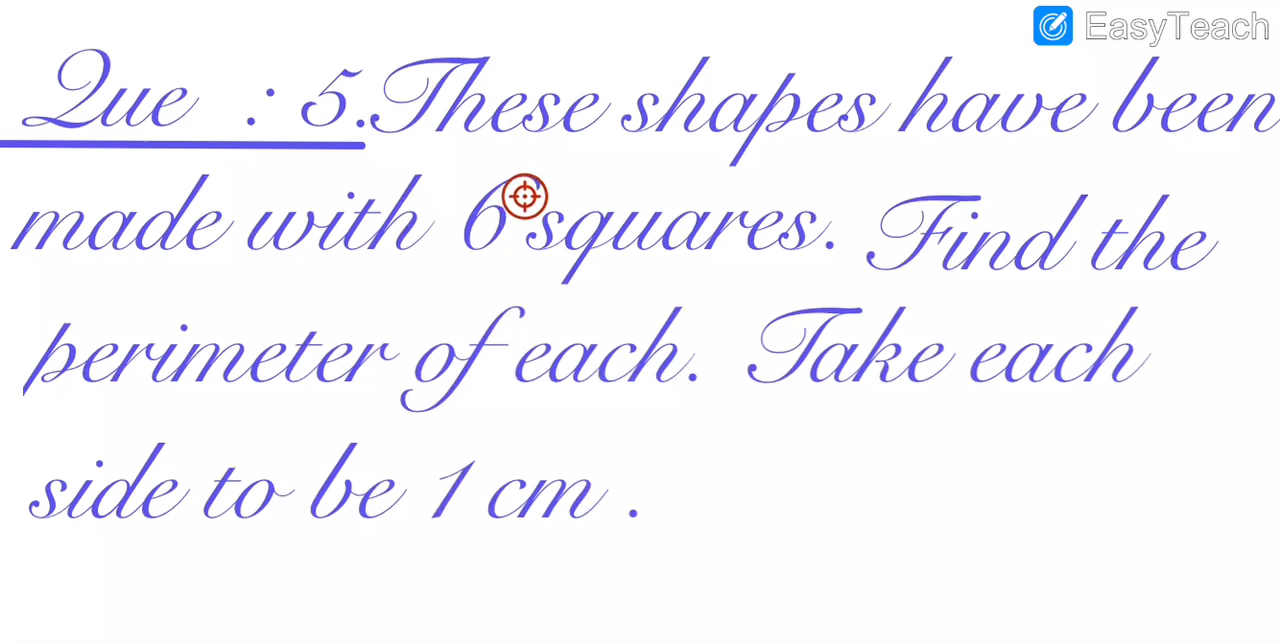 EasyTeach
Que : 5.These shapes have been
made with 6 squares. Find the
perimeter of each. Take each
side to be 1 cm .